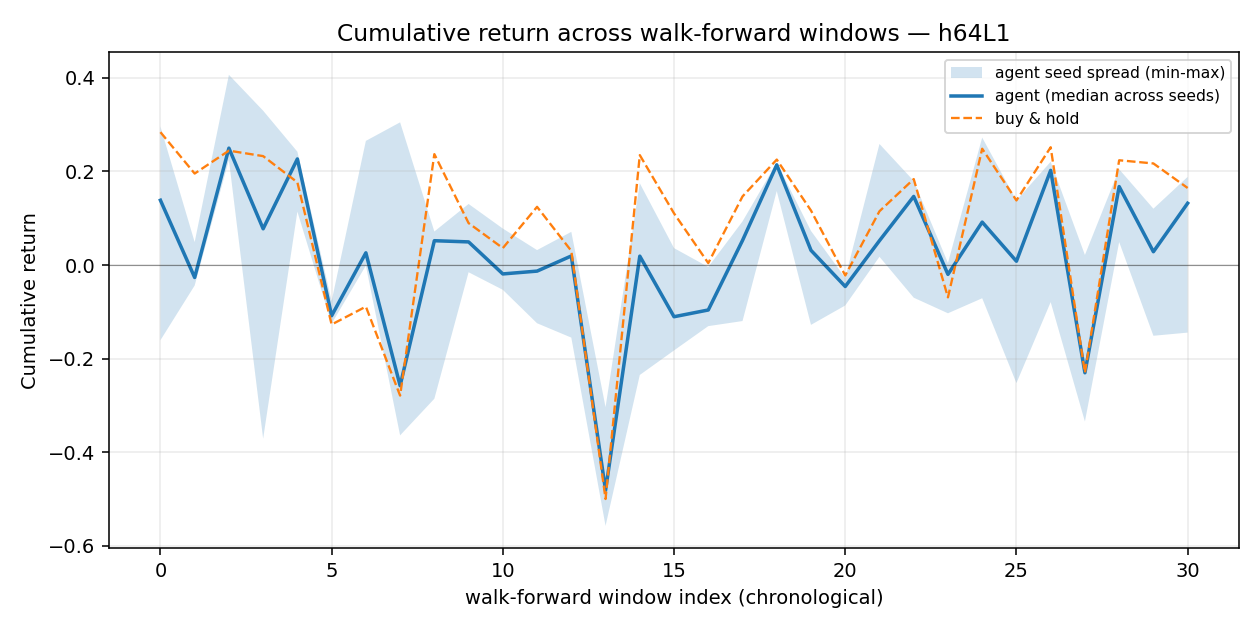 Cumulative return across walk-forward windows — h64L1
agent seed spread (min-max)
agent (median across seeds)
buy & hold
Cumulative return
0.4
0.2
0.0
−0.2
−0.4
−0.6
0 5 10 15 20 25 30
walk-forward window index (chronological)